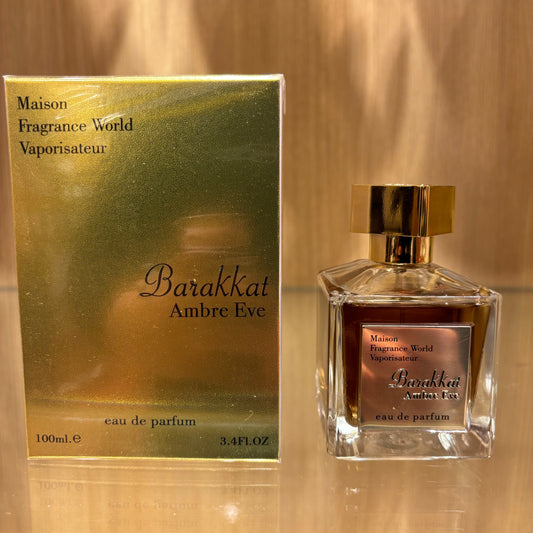 Maison
Fragrance World
Vaporisateur
Barakkat
Ambre Eve
eau de parfum
100ml.e
3.4Fl.OZ
Maison
Fragrance World
Vaporisateur
Barakkat
Ambre Eve
eau de parfum